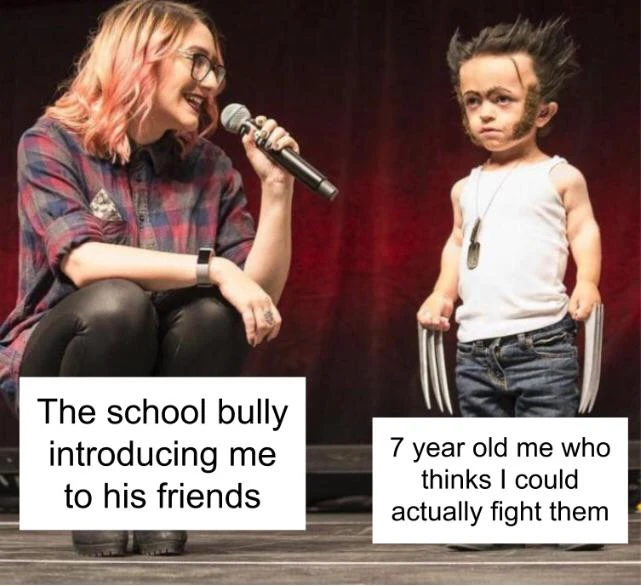 The school bully
introducing me
to his friends
7 year old me who
thinks I could
actually fight them